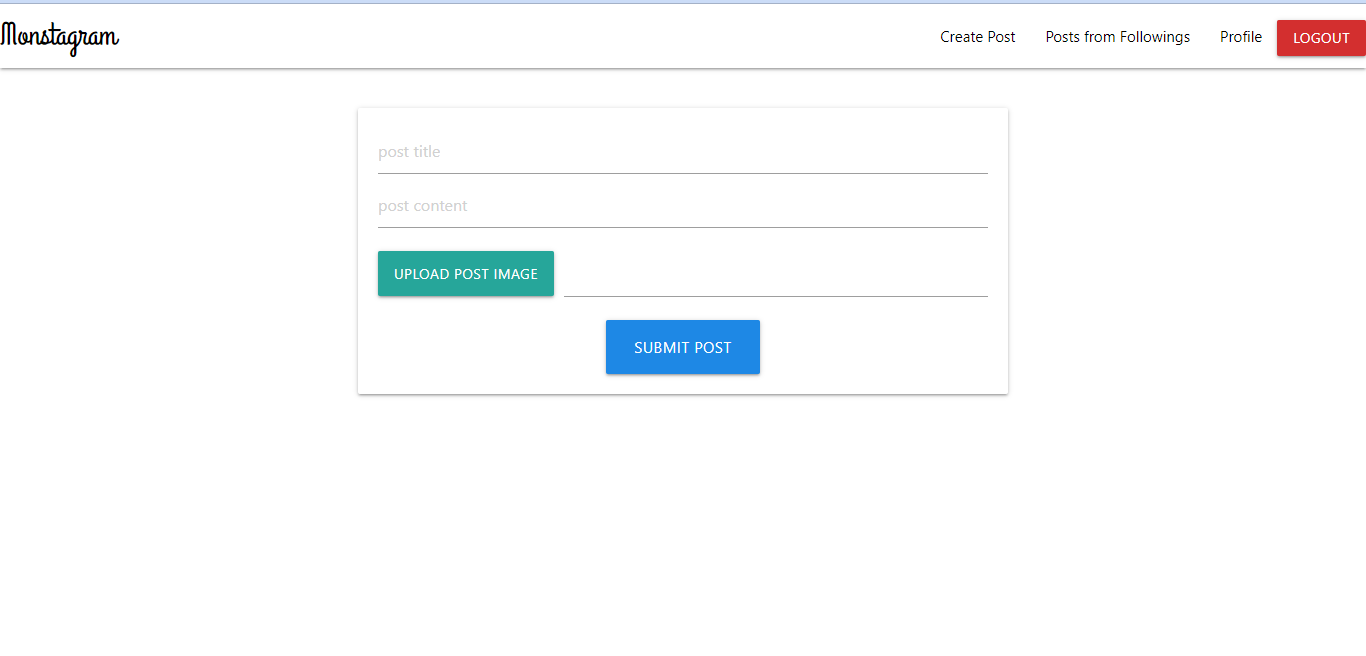 Monstagram
Create Post Posts from Followings Profile LOGOUT
post title
post content
UPLOAD POST IMAGE
SUBMIT POST